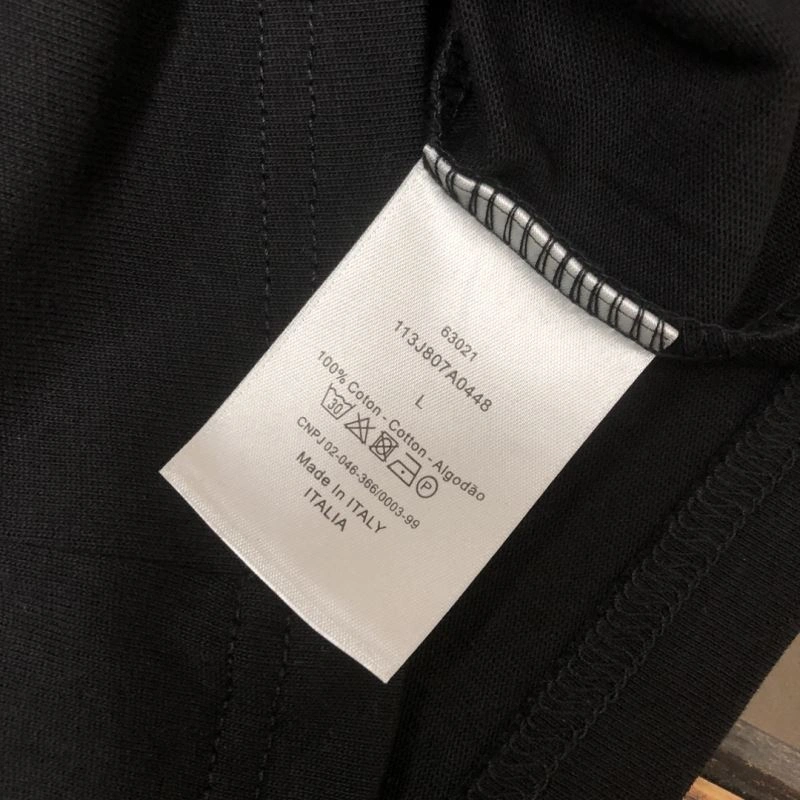 63021
113J807A0448
L
100% Coton - Cotton - Algodão
30 P
CNPJ 02-046-366/0003-99
Made In ITALY
ITALIA